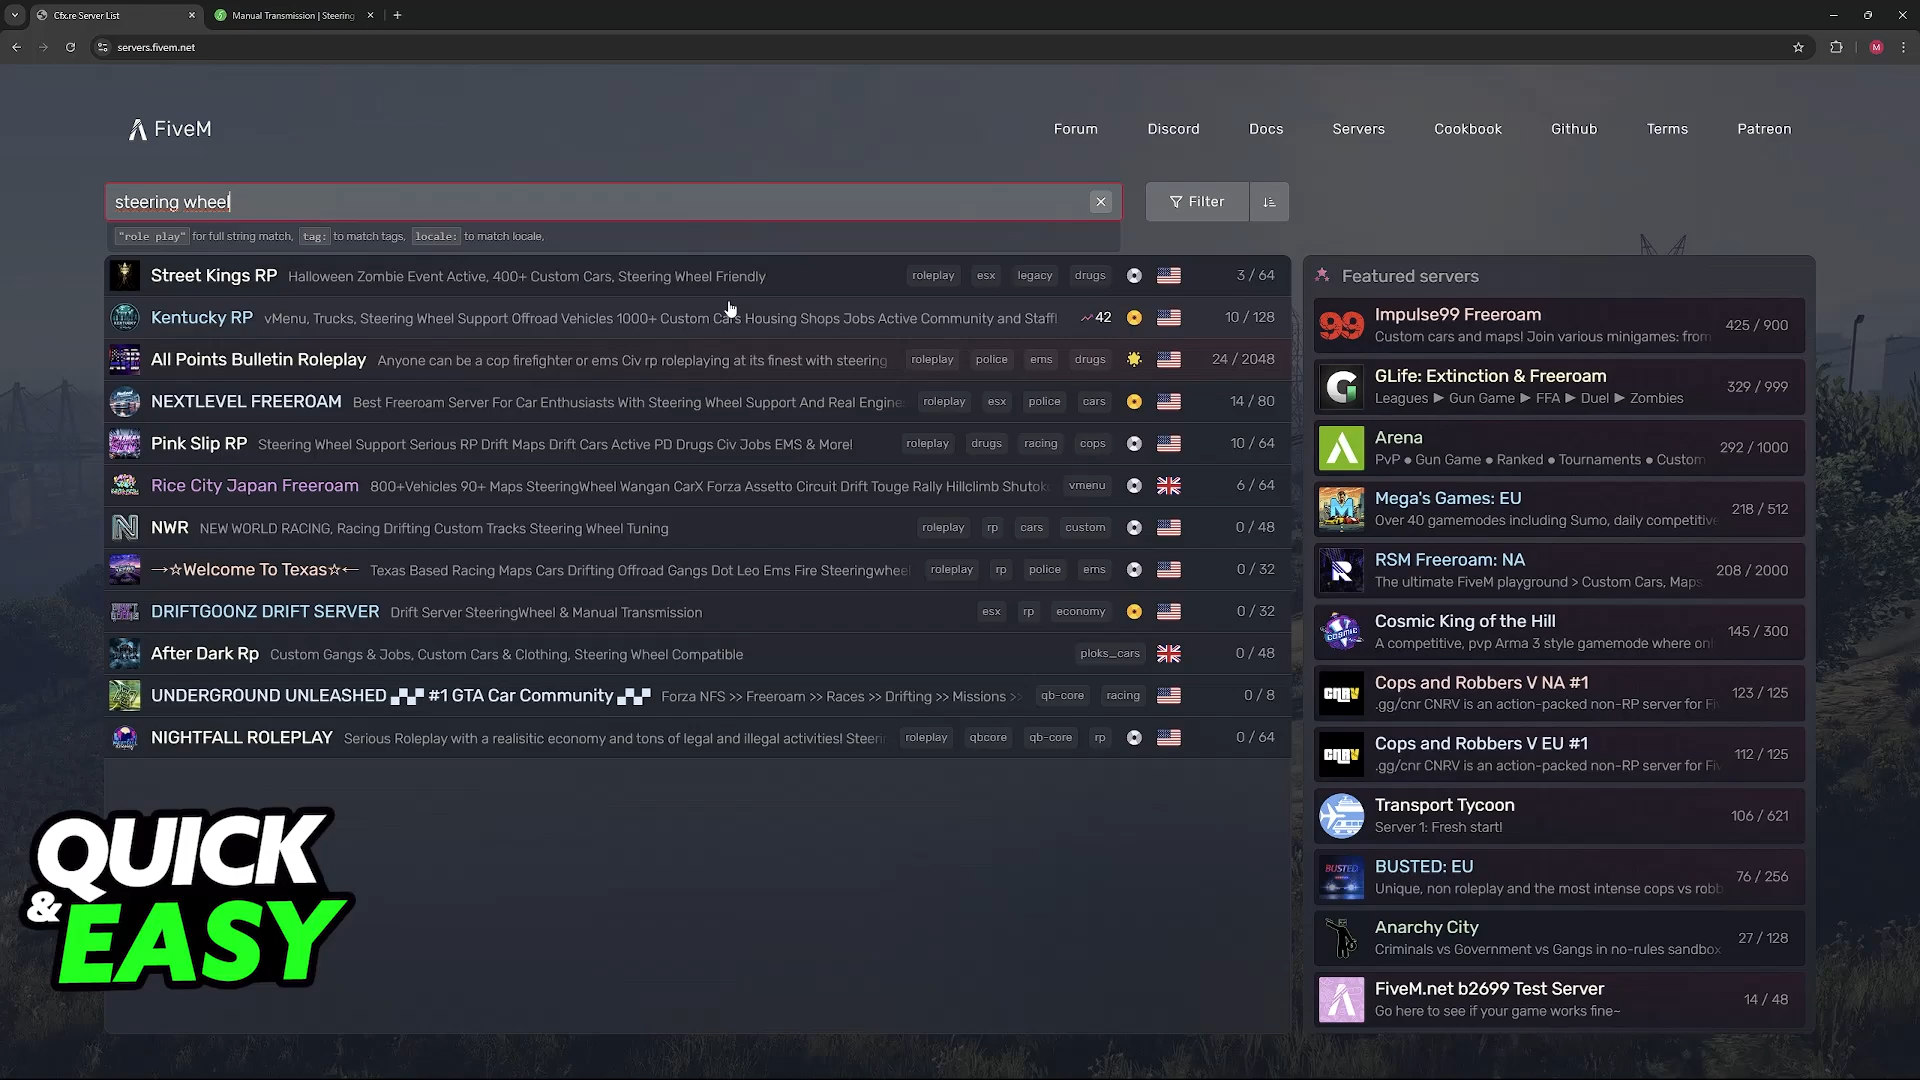 Cfx.re Server List
Manual Transmission | Steering
servers.fivem.net
M
FiveM
Forum Discord Docs Servers Cookbook Github Terms Patreon
steering wheel
Filter
"role play" for full string match, tag: to match tags, locale: to match locale,
Street Kings RP Halloween Zombie Event Active, 400+ Custom Cars, Steering Wheel Friendly roleplay esx legacy drugs 3 / 64
Kentucky RP vMenu, Trucks, Steering Wheel Support Offroad Vehicles 1000+ Custom Cars Housing Shops Jobs Active Community and Staff! 42 10 / 128
All Points Bulletin Roleplay Anyone can be a cop firefighter or ems Civ rp roleplaying at its finest with steering roleplay police ems drugs 24 / 2048
NEXTLEVEL FREEROAM Best Freeroam Server For Car Enthusiasts With Steering Wheel Support And Real Engine roleplay esx police cars 14 / 80
Pink Slip RP Steering Wheel Support Serious RP Drift Maps Drift Cars Active PD Drugs Civ Jobs EMS & More! roleplay drugs racing cops 10 / 64
Rice City Japan Freeroam 800+Vehicles 90+ Maps SteeringWheel Wangan CarX Forza Assetto Circuit Drift Touge Rally Hillclimb Shutok vmenu 6 / 64
NWR NEW WORLD RACING, Racing Drifting Custom Tracks Steering Wheel Tuning roleplay rp cars custom 0 / 48
→☆Welcome To Texas☆← Texas Based Racing Maps Cars Drifting Offroad Gangs Dot Leo Ems Fire Steeringwheel roleplay rp police ems 0 / 32
DRIFTGOONZ DRIFT SERVER Drift Server SteeringWheel & Manual Transmission esx rp economy 0 / 32
After Dark Rp Custom Gangs & Jobs, Custom Cars & Clothing, Steering Wheel Compatible ploks_cars 0 / 48
UNDERGROUND UNLEASHED #1 GTA Car Community Forza NFS >> Freeroam >> Races >> Drifting >> Missions >> qb-core racing 0 / 8
NIGHTFALL ROLEPLAY Serious Roleplay with a realisitic economy and tons of legal and illegal activities! Steeri roleplay qbcore qb-core rp 0 / 64
Featured servers
Impulse99 Freeroam
Custom cars and maps! Join various minigames: from
425 / 900
GLife: Extinction & Freeroam
Leagues ► Gun Game ► FFA ► Duel ► Zombies
329 / 999
Arena
PvP ● Gun Game ● Ranked ● Tournaments ● Custom
292 / 1000
Mega's Games: EU
Over 40 gamemodes including Sumo, daily competitive
218 / 512
RSM Freeroam: NA
The ultimate FiveM playground > Custom Cars, Maps
208 / 2000
Cosmic King of the Hill
A competitive, pvp Arma 3 style gamemode where onl
145 / 300
Cops and Robbers V NA #1
.gg/cnr CNRV is an action-packed non-RP server for Fi
123 / 125
Cops and Robbers V EU #1
.gg/cnr CNRV is an action-packed non-RP server for Fi
112 / 125
Transport Tycoon
Server 1: Fresh start!
106 / 621
BUSTED: EU
Unique, non roleplay and the most intense cops vs robb
76 / 256
Anarchy City
Criminals vs Government vs Gangs in no-rules sandbox
27 / 128
FiveM.net b2699 Test Server
Go here to see if your game works fine~
14 / 48
QUICK
& EASY